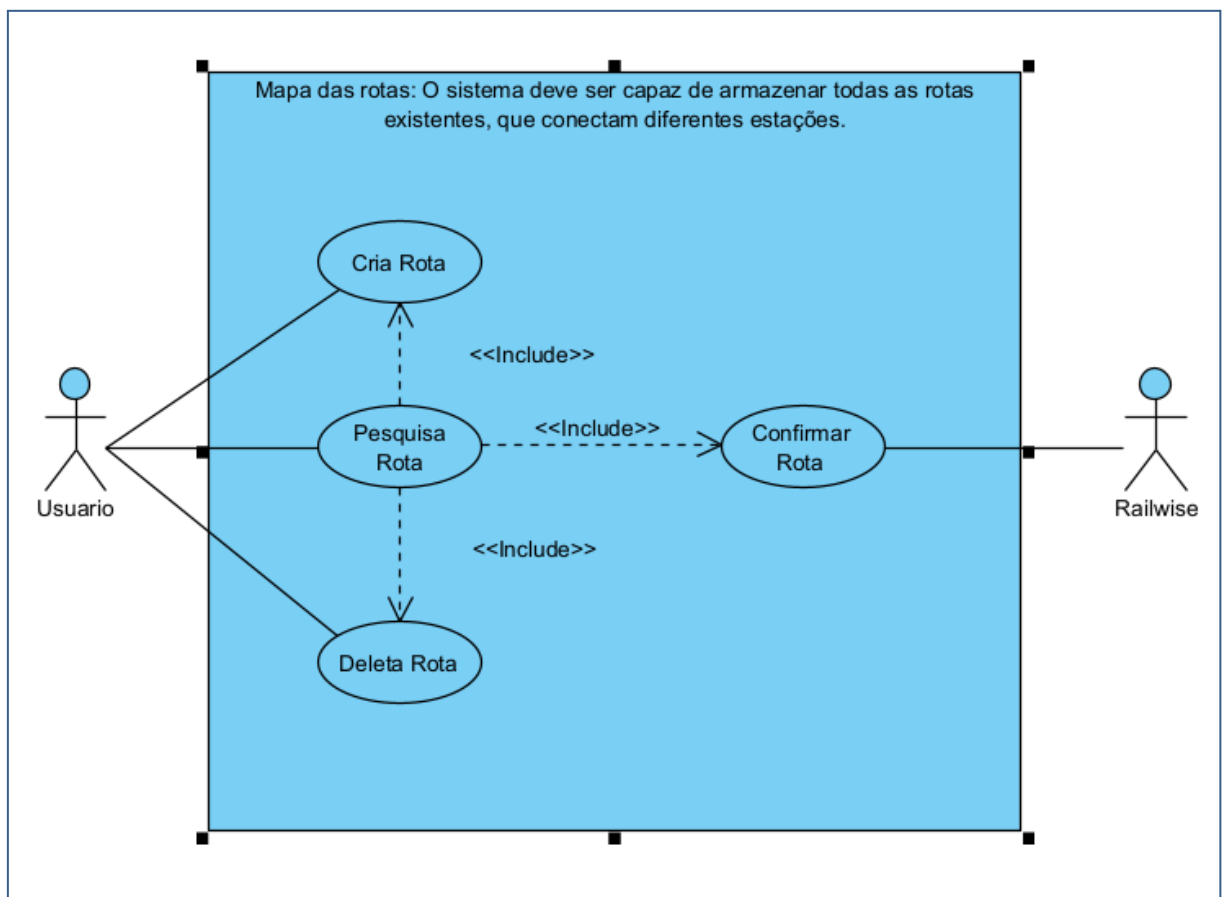 Mapa das rotas: O sistema deve ser capaz de armazenar todas as rotas
existentes, que conectam diferentes estações.
Cria Rota
<<Include>>
Pesquisa
Rota
<<Include>>
Confirmar
Rota
Usuario
Railwise
<<Include>>
Deleta Rota